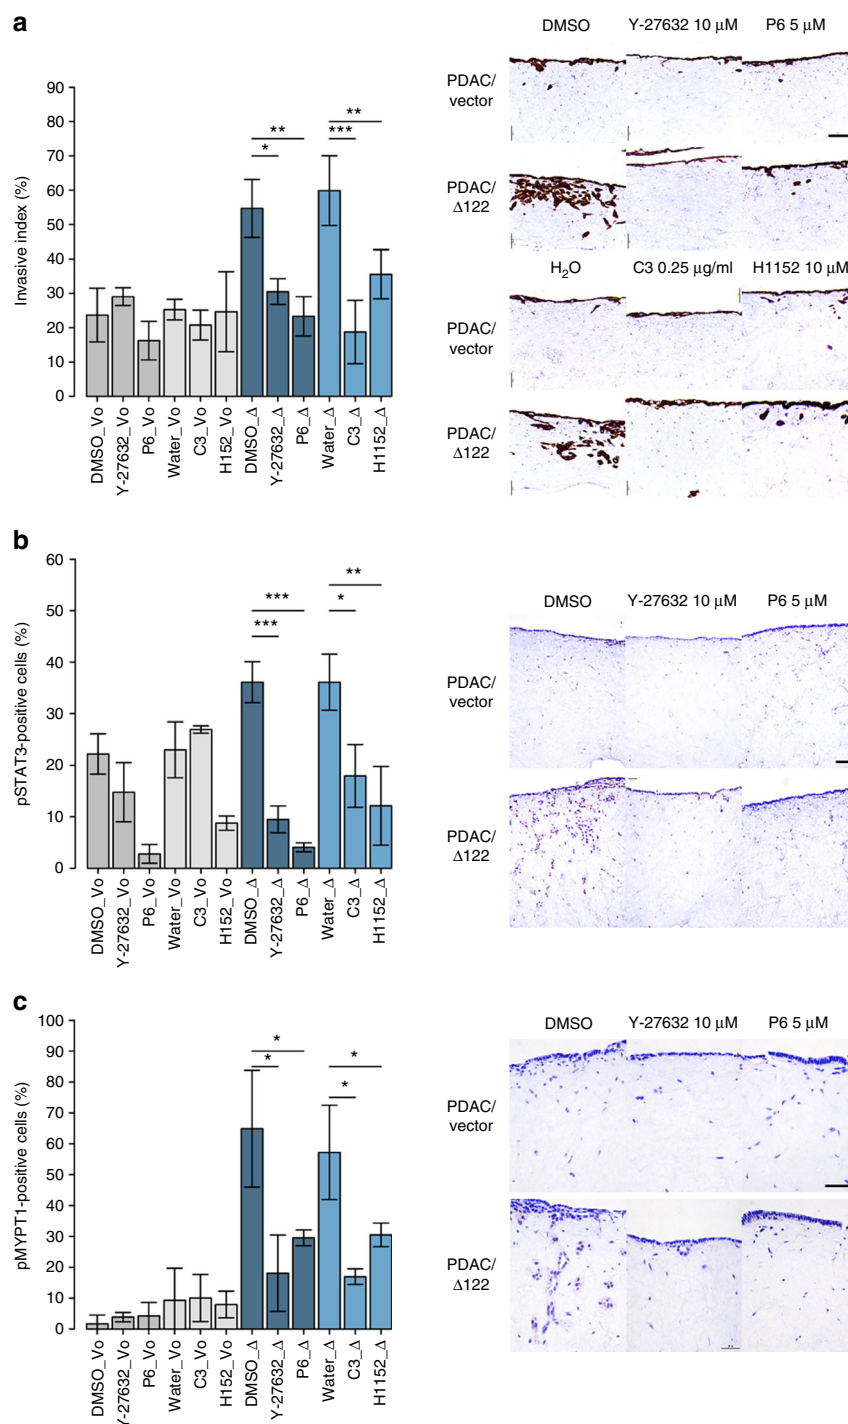 a
DMSO Y-27632 10 μM P6 5 μM
PDAC/
vector
PDAC/
Δ122
H₂O C3 0.25 μg/ml H1152 10 μM
PDAC/
vector
PDAC/
Δ122
Invasive index (%)
90
80
70
60
50
40
30
20
10
0
** 
***
**
*
DMSO_Vo
Y-27632_Vo
P6_Vo
Water_Vo
C3_Vo
H152_Vo
DMSO_Δ
Y-27632_Δ
P6_Δ
Water_Δ
C3_Δ
H1152_Δ
b
DMSO Y-27632 10 μM P6 5 μM
PDAC/
vector
PDAC/
Δ122
pSTAT3-positive cells (%)
60
50
40
30
20
10
0
**
***
*
***
DMSO_Vo
Y-27632_Vo
P6_Vo
Water_Vo
C3_Vo
H152_Vo
DMSO_Δ
Y-27632_Δ
P6_Δ
Water_Δ
C3_Δ
H1152_Δ
c
DMSO Y-27632 10 μM P6 5 μM
PDAC/
vector
PDAC/
Δ122
pMYPT1-positive cells (%)
100
90
80
70
60
50
40
30
20
10
0
*
*
*
*
DMSO_Vo
Y-27632_Vo
P6_Vo
Water_Vo
C3_Vo
H152_Vo
DMSO_Δ
Y-27632_Δ
P6_Δ
Water_Δ
C3_Δ
H1152_Δ